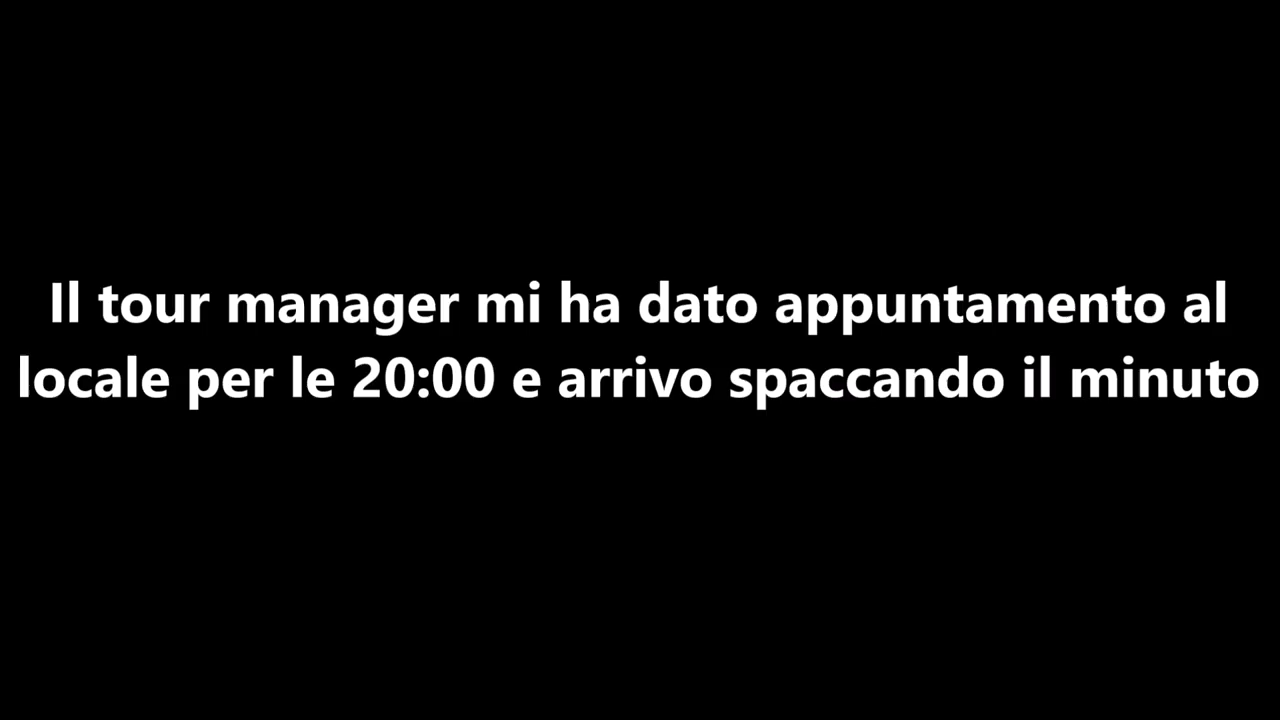 Il tour manager mi ha dato appuntamento al
locale per le 20:00 e arrivo spaccando il minuto